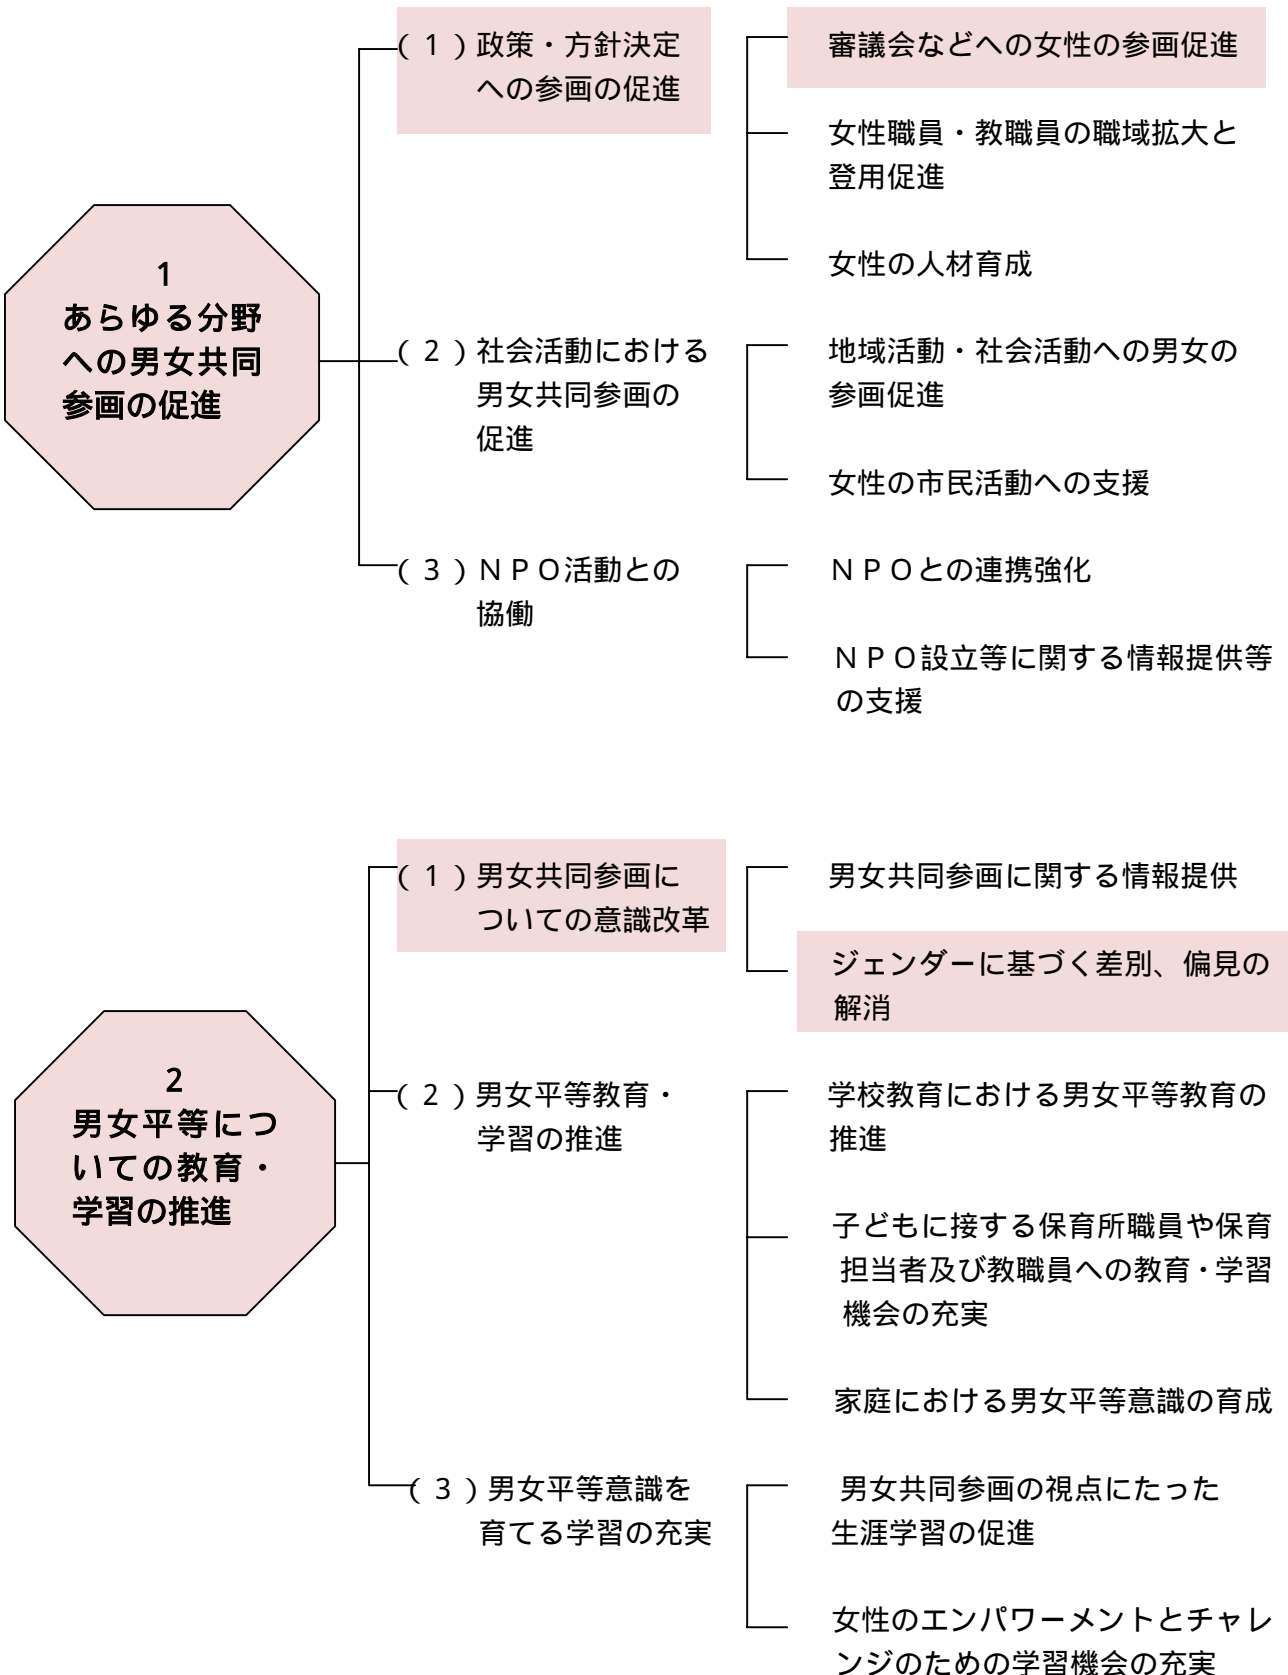 1
あらゆる分野
への男女共同
参画の促進
(1)政策・方針決定
への参画の促進
審議会などへの女性の参画促進
女性職員・教職員の職域拡大と
登用促進
女性の人材育成
(2)社会活動における
男女共同参画の
促進
地域活動・社会活動への男女の
参画促進
女性の市民活動への支援
(3)NPO活動との
協働
NPOとの連携強化
NPO設立等に関する情報提供等
の支援
2
男女平等につ
いての教育・
学習の推進
(1)男女共同参画に
ついての意識改革
男女共同参画に関する情報提供
ジェンダーに基づく差別、偏見の
解消
(2)男女平等教育・
学習の推進
学校教育における男女平等教育の
推進
子どもに接する保育所職員や保育
担当者及び教職員への教育・学習
機会の充実
家庭における男女平等意識の育成
(3)男女平等意識を
育てる学習の充実
男女共同参画の視点にたった
生涯学習の促進
女性のエンパワーメントとチャレ
ンジのための学習機会の充実